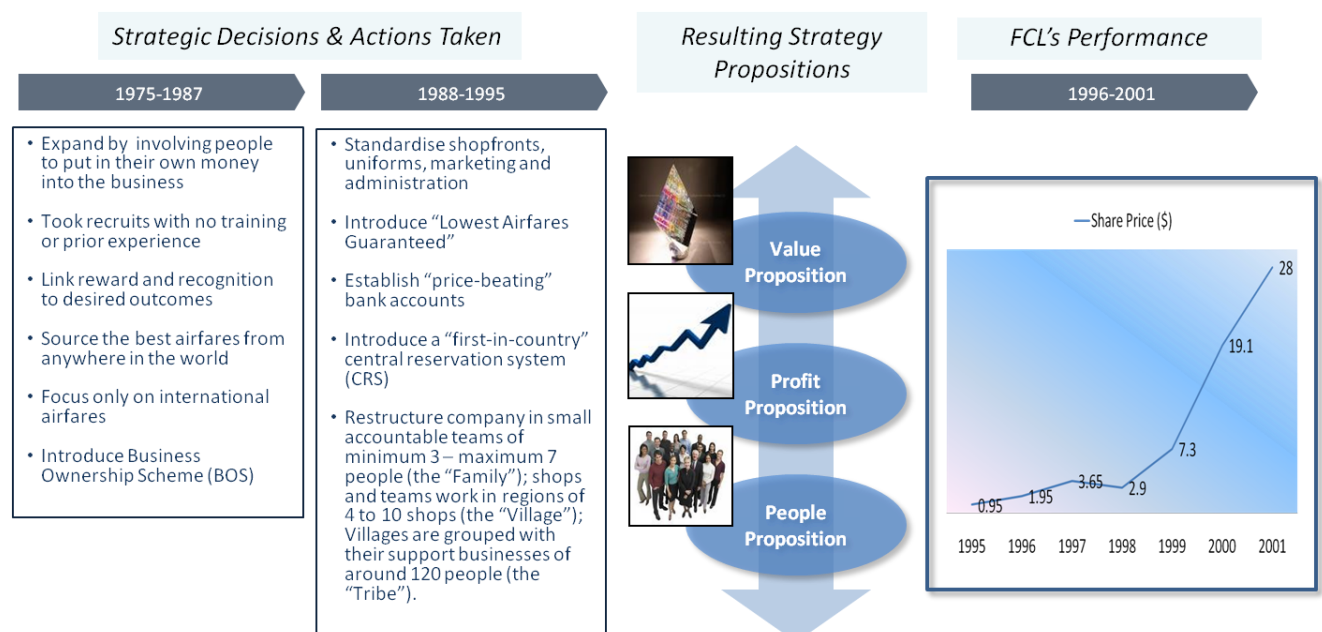 Strategic Decisions & Actions Taken
1975-1987
• Expand by involving people
to put in their own money
into the business
• Took recruits with no training
or prior experience
• Link reward and recognition
to desired outcomes
• Source the best airfares from
anywhere in the world
• Focus only on international
airfares
• Introduce Business
Ownership Scheme (BOS)
1988-1995
• Standardise shopfronts,
uniforms, marketing and
administration
• Introduce “Lowest Airfares
Guaranteed”
• Establish “price-beating”
bank accounts
• Introduce a “first-in-country”
central reservation system
(CRS)
• Restructure company in small
accountable teams of
minimum 3 – maximum 7
people (the “Family”); shops
and teams work in regions of
4 to 10 shops (the “Village”);
Villages are grouped with
their support businesses of
around 120 people (the
“Tribe”).
Resulting Strategy
Propositions
Value
Proposition
Profit
Proposition
People
Proposition
FCL’s Performance
1996-2001
Share Price ($)
0.95
1.95
3.65
2.9
7.3
19.1
28
1995 1996 1997 1998 1999 2000 2001